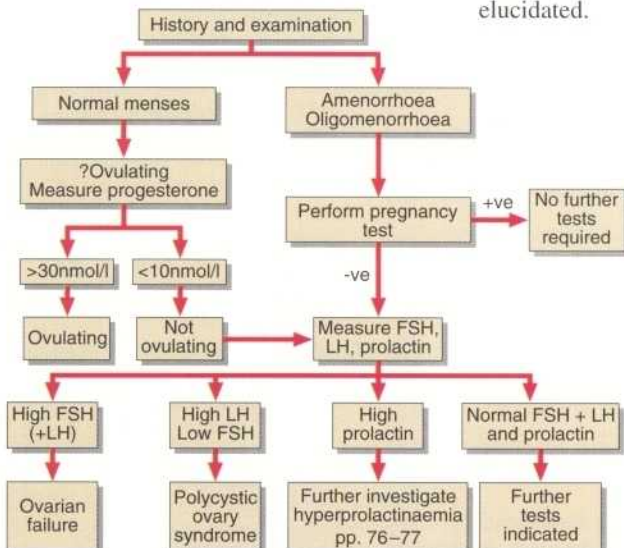 elucidated.
History and examination
Normal menses
Amenorrhoea
Oligomenorrhoea
?Ovulating
Measure progesterone
Perform pregnancy
test
+ve
No further
tests
required
>30nmol/l
<10nmol/l
-ve
Ovulating
Not
ovulating
Measure FSH,
LH, prolactin
High FSH
(+LH)
High LH
Low FSH
High
prolactin
Normal FSH + LH
and prolactin
Ovarian
failure
Polycystic
ovary
syndrome
Further investigate
hyperprolactinaemia
pp. 76–77
Further
tests
indicated